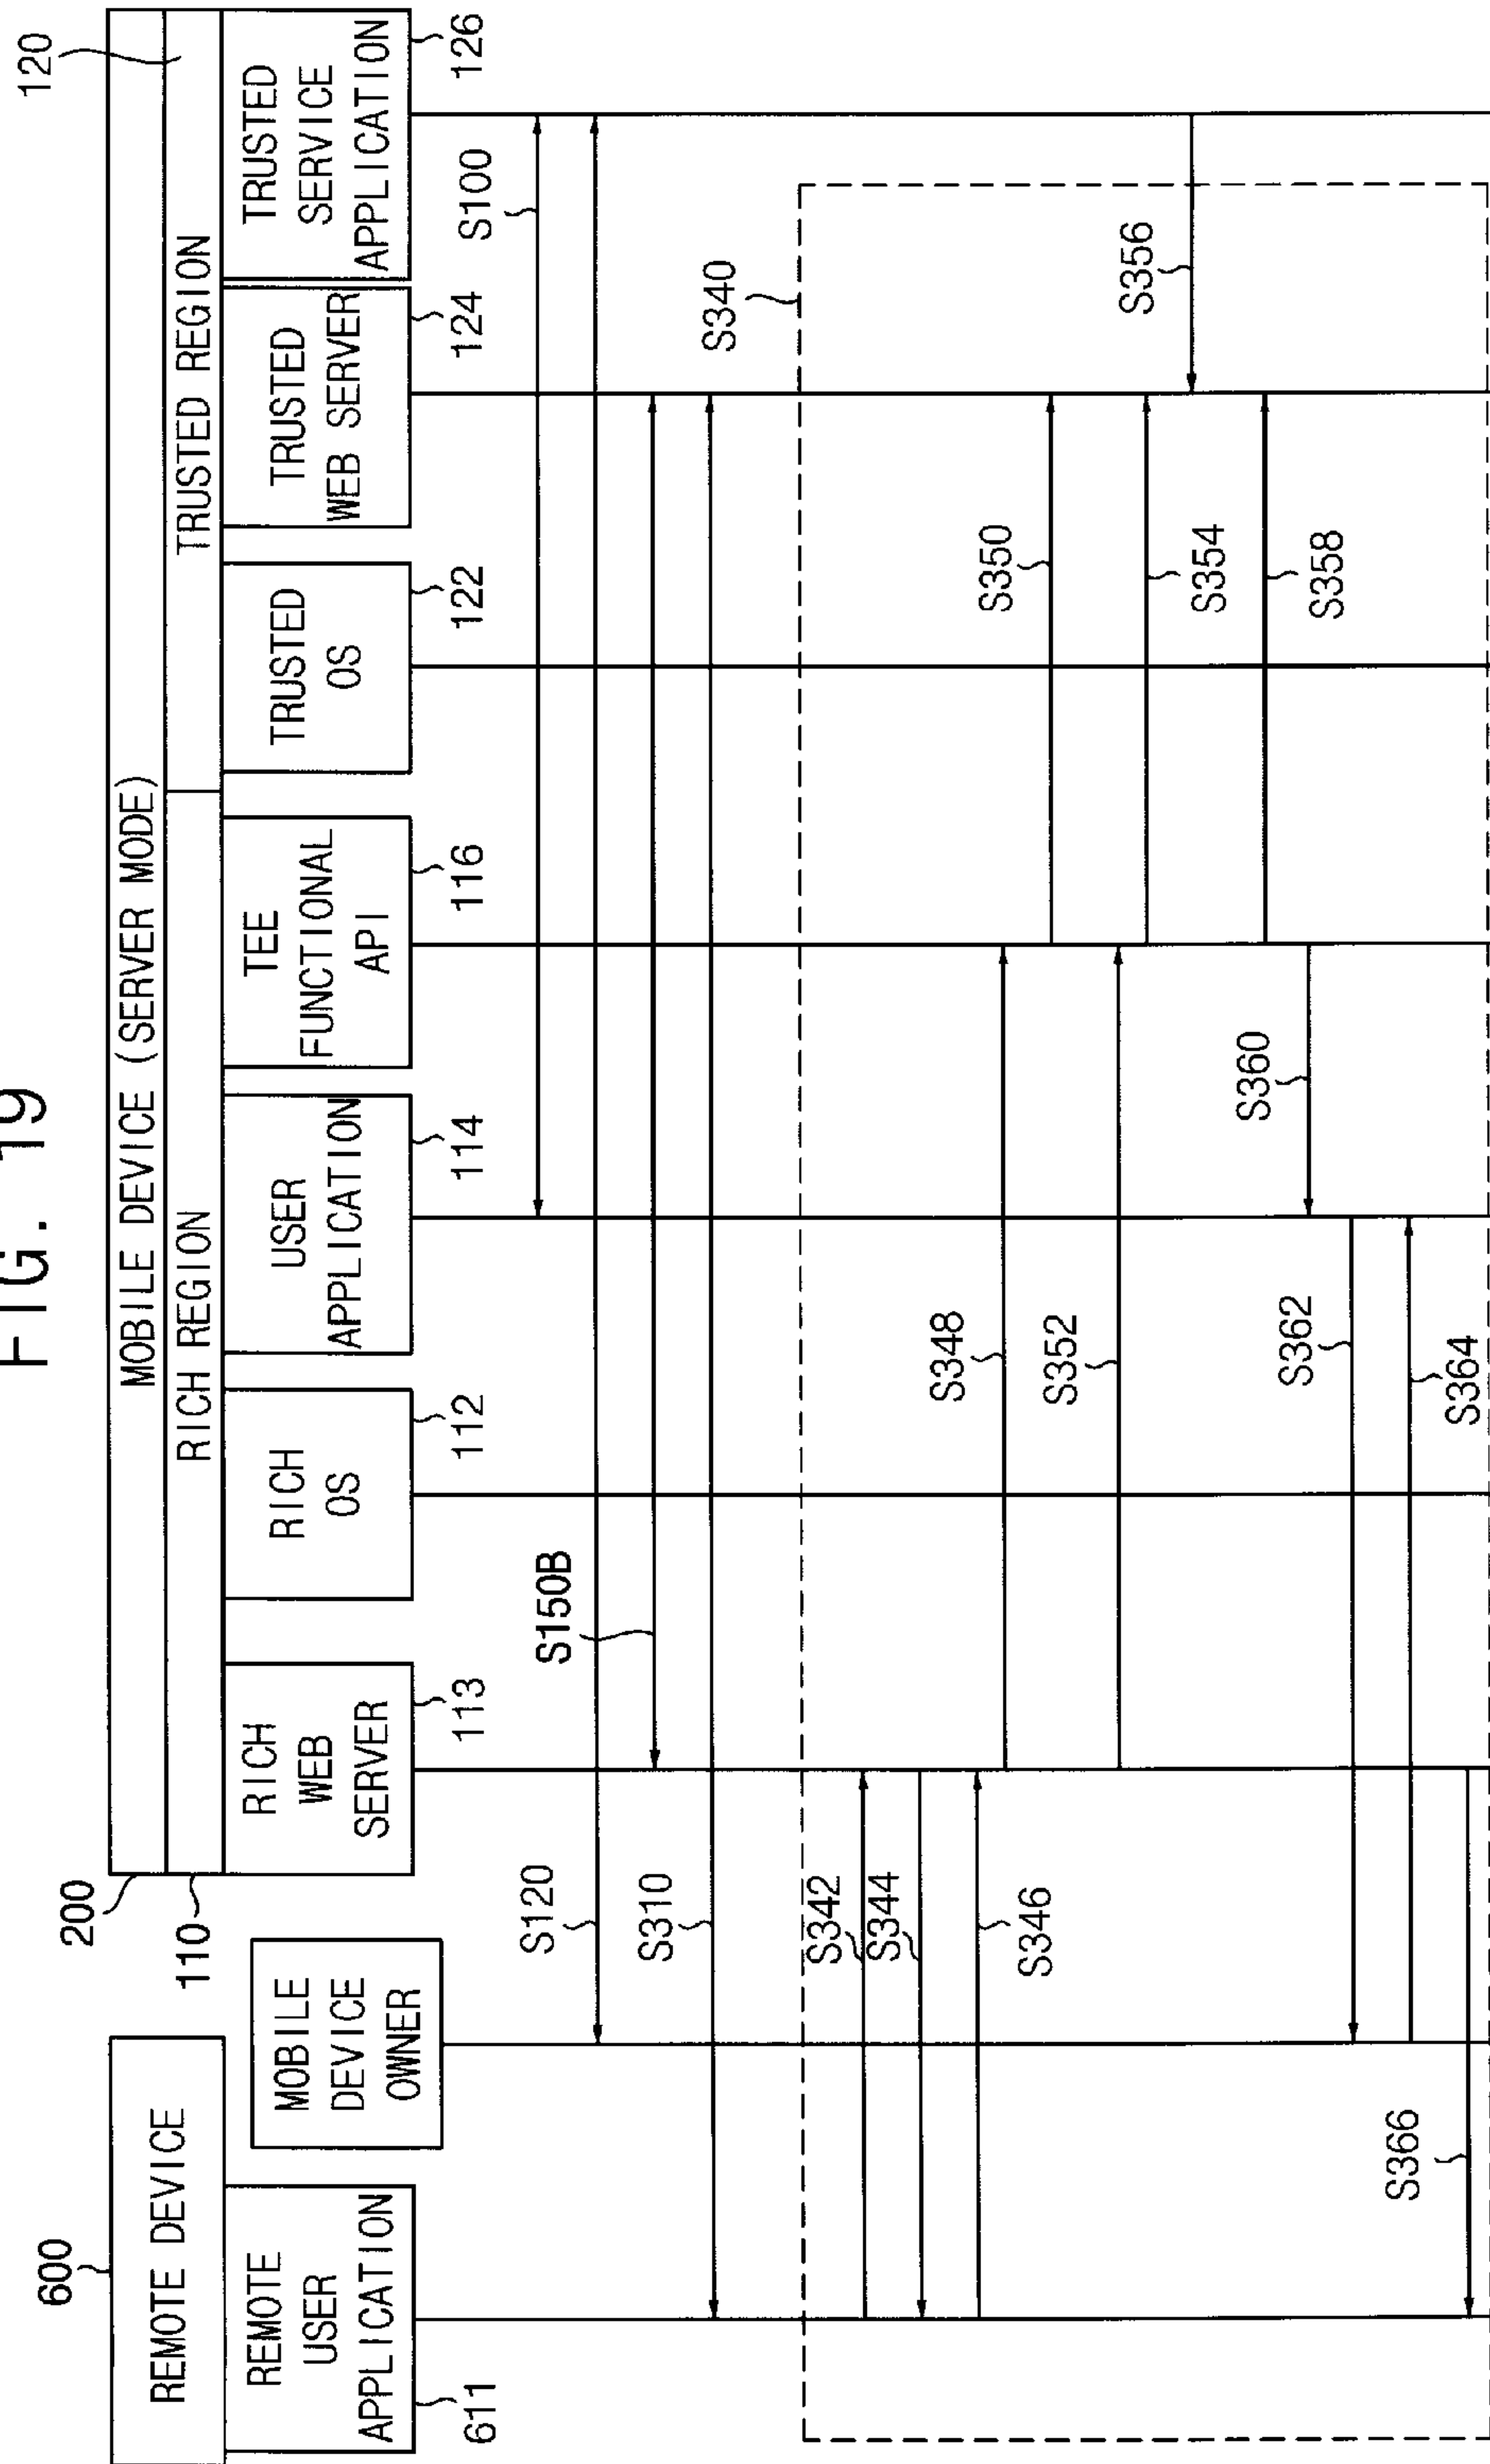 FIG. 19
600
REMOTE DEVICE
REMOTE
USER
APPLICATION
611
MOBILE
DEVICE
OWNER
200
MOBILE DEVICE (SERVER MODE)
110
RICH REGION
TRUSTED REGION
120
RICH
WEB
SERVER
113
RICH
OS
112
USER
APPLICATION
114
TEE
FUNCTIONAL
API
116
TRUSTED
OS
122
TRUSTED
WEB SERVER
124
TRUSTED
SERVICE
APPLICATION
126
S100
S120
S150B
S310
S340
S342
S344
S346
S348
S350
S352
S354
S356
S358
S360
S362
S364
S366